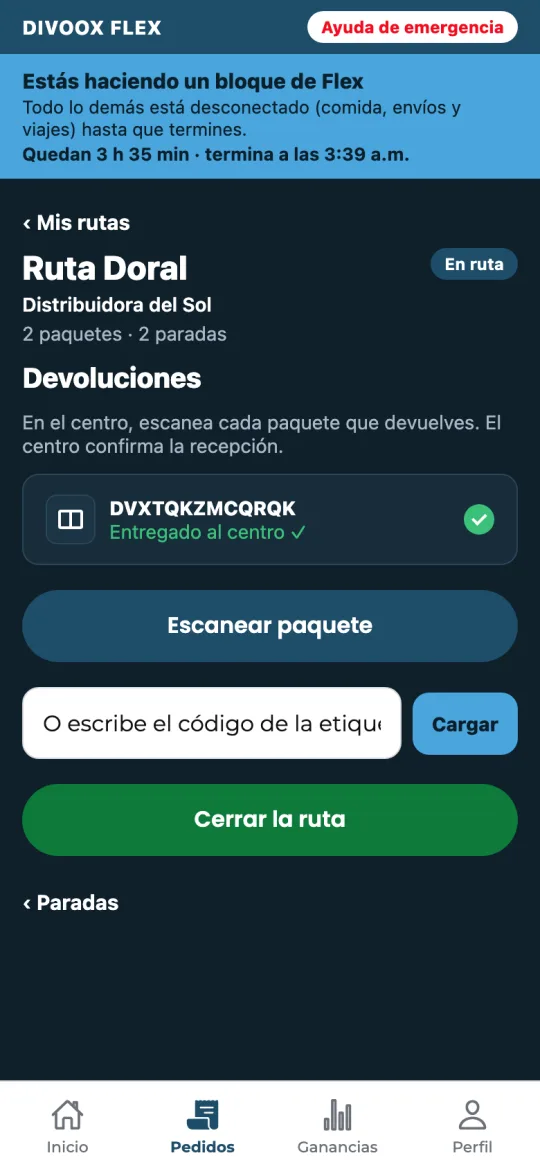 DIVOOX FLEX
Ayuda de emergencia
Estás haciendo un bloque de Flex
Todo lo demás está desconectado (comida, envíos y
viajes) hasta que termines.
Quedan 3 h 35 min · termina a las 3:39 a.m.
‹ Mis rutas
Ruta Doral
En ruta
Distribuidora del Sol
2 paquetes · 2 paradas
Devoluciones
En el centro, escanea cada paquete que devuelves. El
centro confirma la recepción.
DVXTQKZMCQRQK
Entregado al centro ✓
Escanear paquete
O escribe el código de la etique
Cargar
Cerrar la ruta
‹ Paradas
Inicio
Pedidos
Ganancias
Perfil